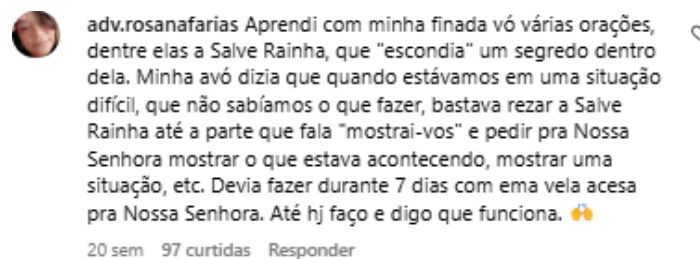 adv.rosanafarias Aprendi com minha finada vó várias orações,
dentre elas a Salve Rainha, que "escondia" um segredo dentro
dela. Minha avó dizia que quando estávamos em uma situação
difícil, que não sabíamos o que fazer, bastava rezar a Salve
Rainha até a parte que fala "mostrai-vos" e pedir pra Nossa
Senhora mostrar o que estava acontecendo, mostrar uma
situação, etc. Devia fazer durante 7 dias com ema vela acesa
pra Nossa Senhora. Até hj faço e digo que funciona. 🙌
20 sem 97 curtidas Responder